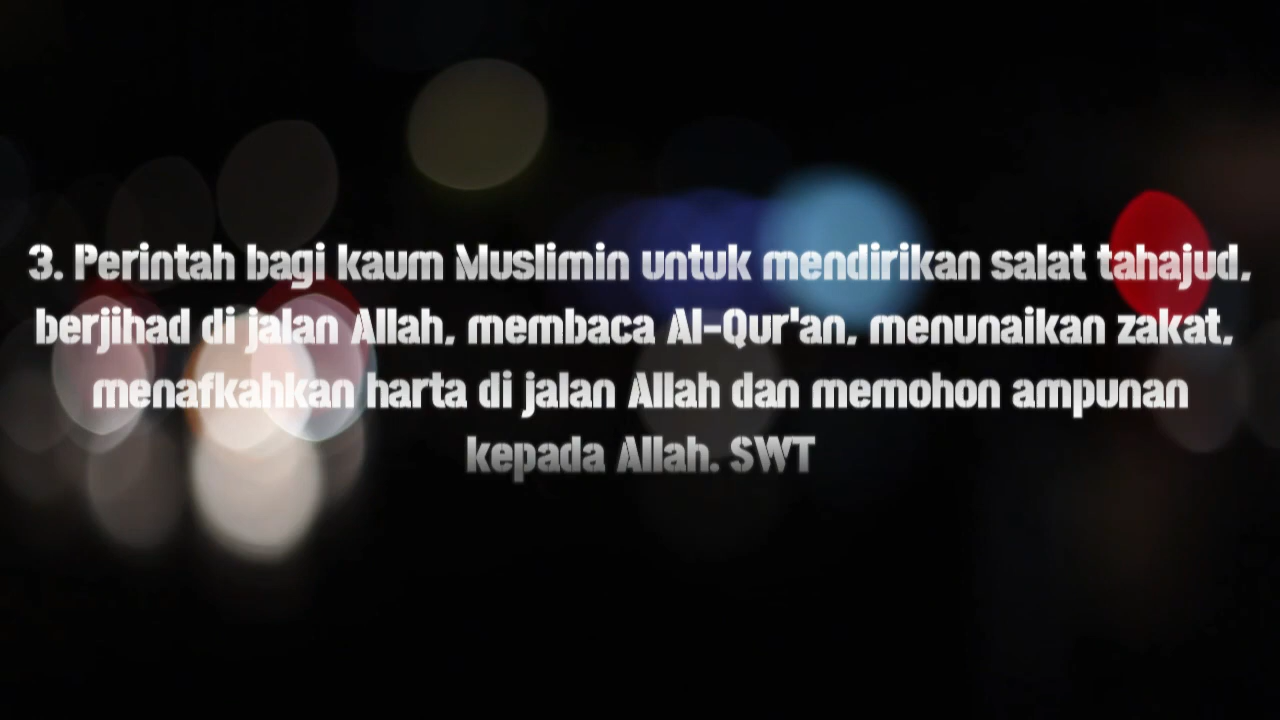 3. Perintah bagi kaum Muslimin untuk mendirikan salat tahajud,
berjihad di jalan Allah, membaca Al-Qur'an, menunaikan zakat,
menafkahkan harta di jalan Allah dan memohon ampunan
kepada Allah. SWT